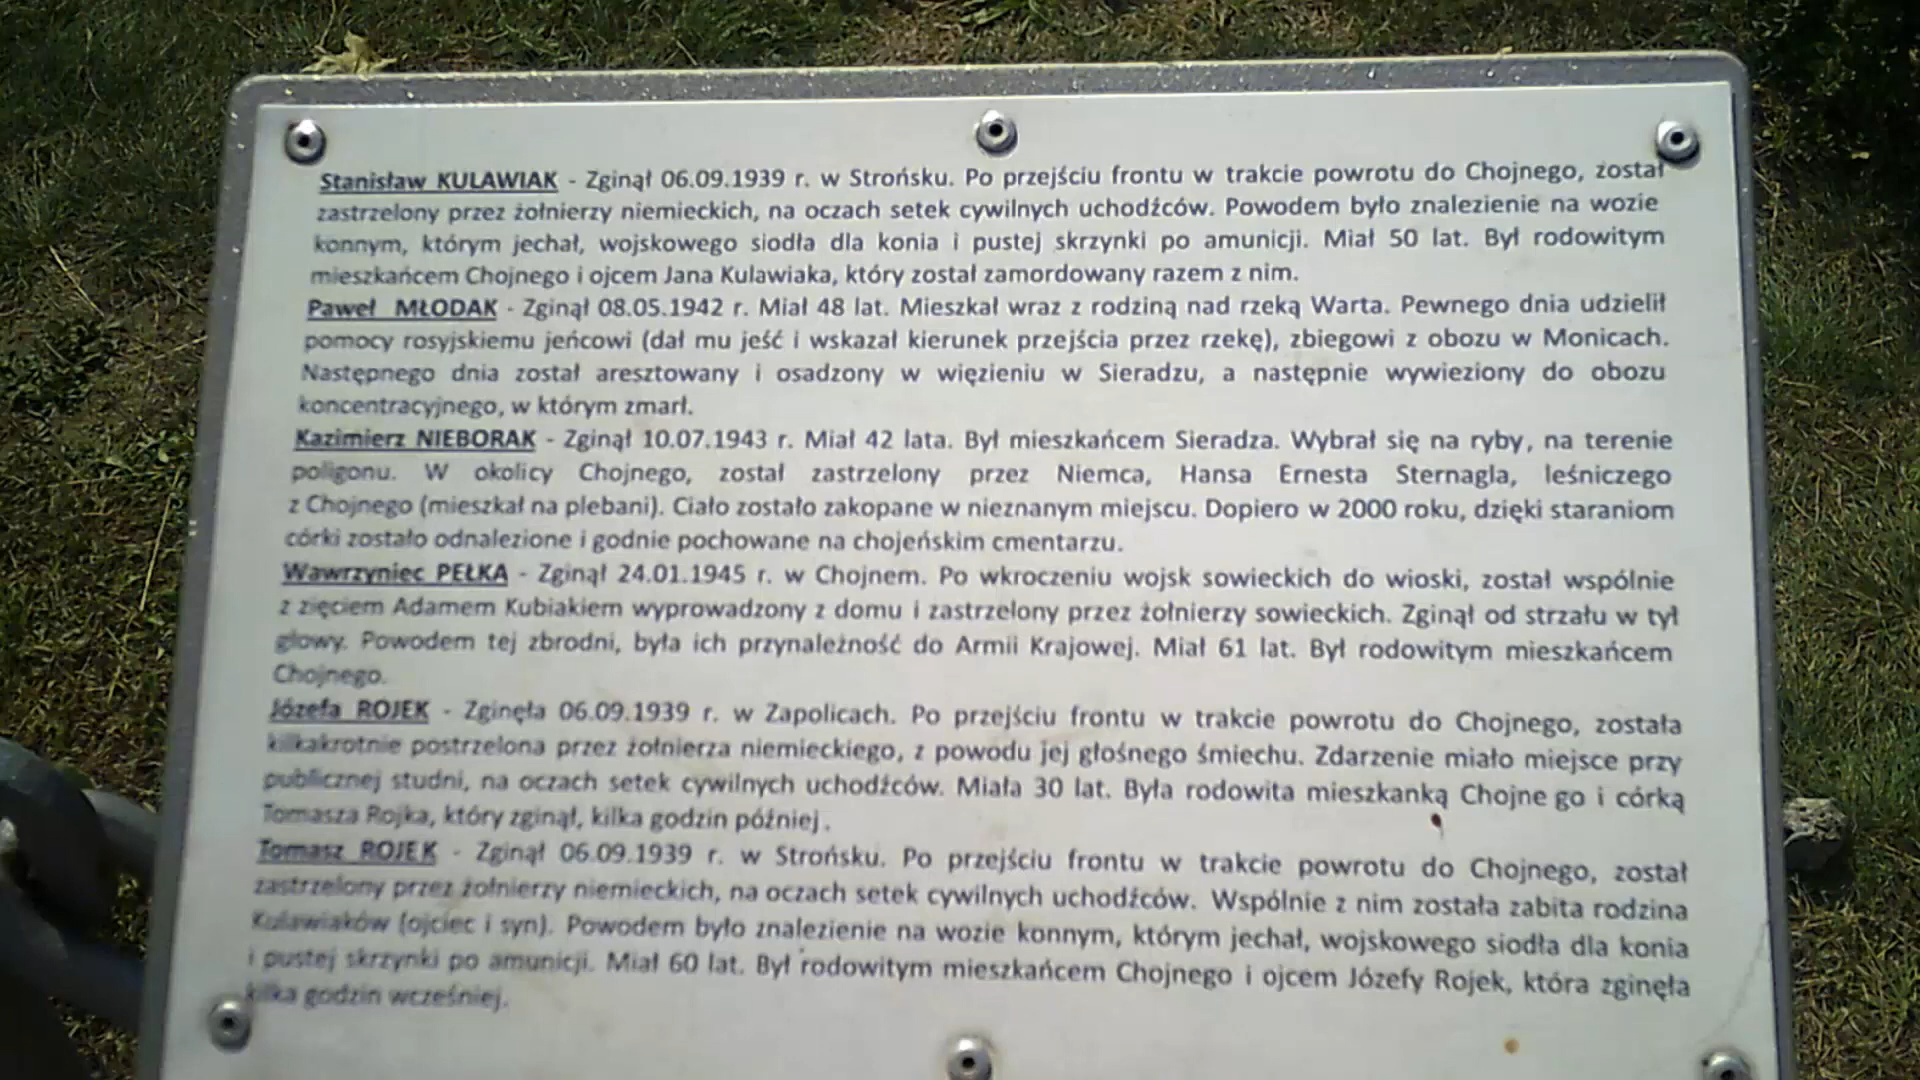 Stanisław KULAWIAK - Zginął 06.09.1939 r. w Strońsku. Po przejściu frontu w trakcie powrotu do Chojnego, został
zastrzelony przez żołnierzy niemieckich, na oczach setek cywilnych uchodźców. Powodem było znalezienie na wozie
konnym, którym jechał, wojskowego siodła dla konia i pustej skrzynki po amunicji. Miał 50 lat. Był rodowitym
mieszkańcem Chojnego i ojcem Jana Kulawiaka, który został zamordowany razem z nim.
Paweł MŁODAK - Zginął 08.05.1942 r. Miał 48 lat. Mieszkał wraz z rodziną nad rzeką Warta. Pewnego dnia udzielił
pomocy rosyjskiemu jeńcowi (dał mu jeść i wskazał kierunek przejścia przez rzekę), zbiegowi z obozu w Monicach.
Następnego dnia został aresztowany i osadzony w więzieniu w Sieradzu, a następnie wywieziony do obozu
koncentracyjnego, w którym zmarł.
Kazimierz NIEBORAK - Zginął 10.07.1943 r. Miał 42 lata. Był mieszkańcem Sieradza. Wybrał się na ryby, na terenie
poligonu. W okolicy Chojnego, został zastrzelony przez Niemca, Hansa Ernesta Sternagla, leśniczego
z Chojnego (mieszkał na plebani). Ciało zostało zakopane w nieznanym miejscu. Dopiero w 2000 roku, dzięki staraniom
córki zostało odnalezione i godnie pochowane na chojeńskim cmentarzu.
Wawrzyniec PEŁKA - Zginął 24.01.1945 r. w Chojnem. Po wkroczeniu wojsk sowieckich do wioski, został wspólnie
z zięciem Adamem Kubiakiem wyprowadzony z domu i zastrzelony przez żołnierzy sowieckich. Zginął od strzału w tył
głowy. Powodem tej zbrodni, była ich przynależność do Armii Krajowej. Miał 61 lat. Był rodowitym mieszkańcem
Chojnego.
Józefa ROJEK - Zginęła 06.09.1939 r. w Zapolicach. Po przejściu frontu w trakcie powrotu do Chojnego, została
kilkakrotnie postrzelona przez żołnierza niemieckiego, z powodu jej głośnego śmiechu. Zdarzenie miało miejsce przy
publicznej studni, na oczach setek cywilnych uchodźców. Miała 30 lat. Była rodowita mieszkanką Chojne go i córką
Tomasza Rojka, który zginął, kilka godzin później.
Tomasz ROJEK - Zginął 06.09.1939 r. w Strońsku. Po przejściu frontu w trakcie powrotu do Chojnego, został
zastrzelony przez żołnierzy niemieckich, na oczach setek cywilnych uchodźców. Wspólnie z nim została zabita rodzina
Kulawiaków (ojciec i syn). Powodem było znalezienie na wozie konnym, którym jechał, wojskowego siodła dla konia
i pustej skrzynki po amunicji. Miał 60 lat. Był rodowitym mieszkańcem Chojnego i ojcem Józefy Rojek, która zginęła
kilka godzin wcześniej.